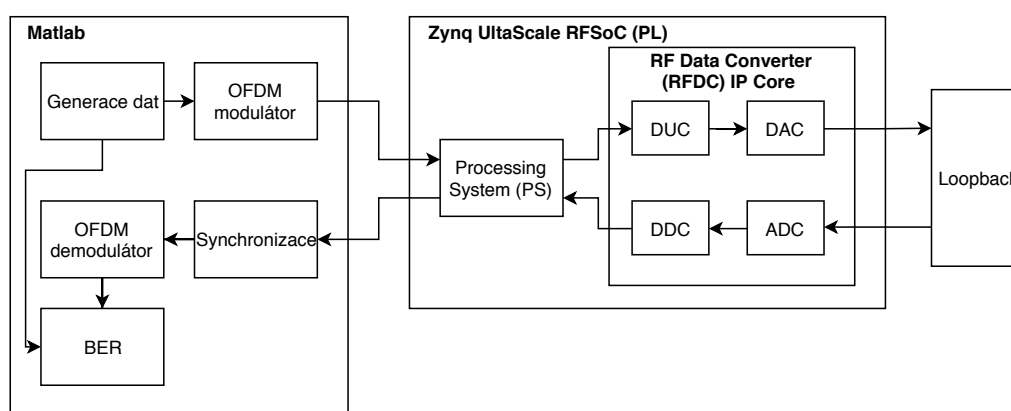 Matlab
Generace dat
OFDM
modulátor
OFDM
demodulátor
Synchronizace
BER
Zynq UltaScale RFSoC (PL)
Processing
System (PS)
RF Data Converter
(RFDC) IP Core
DUC
DAC
DDC
ADC
Loopback